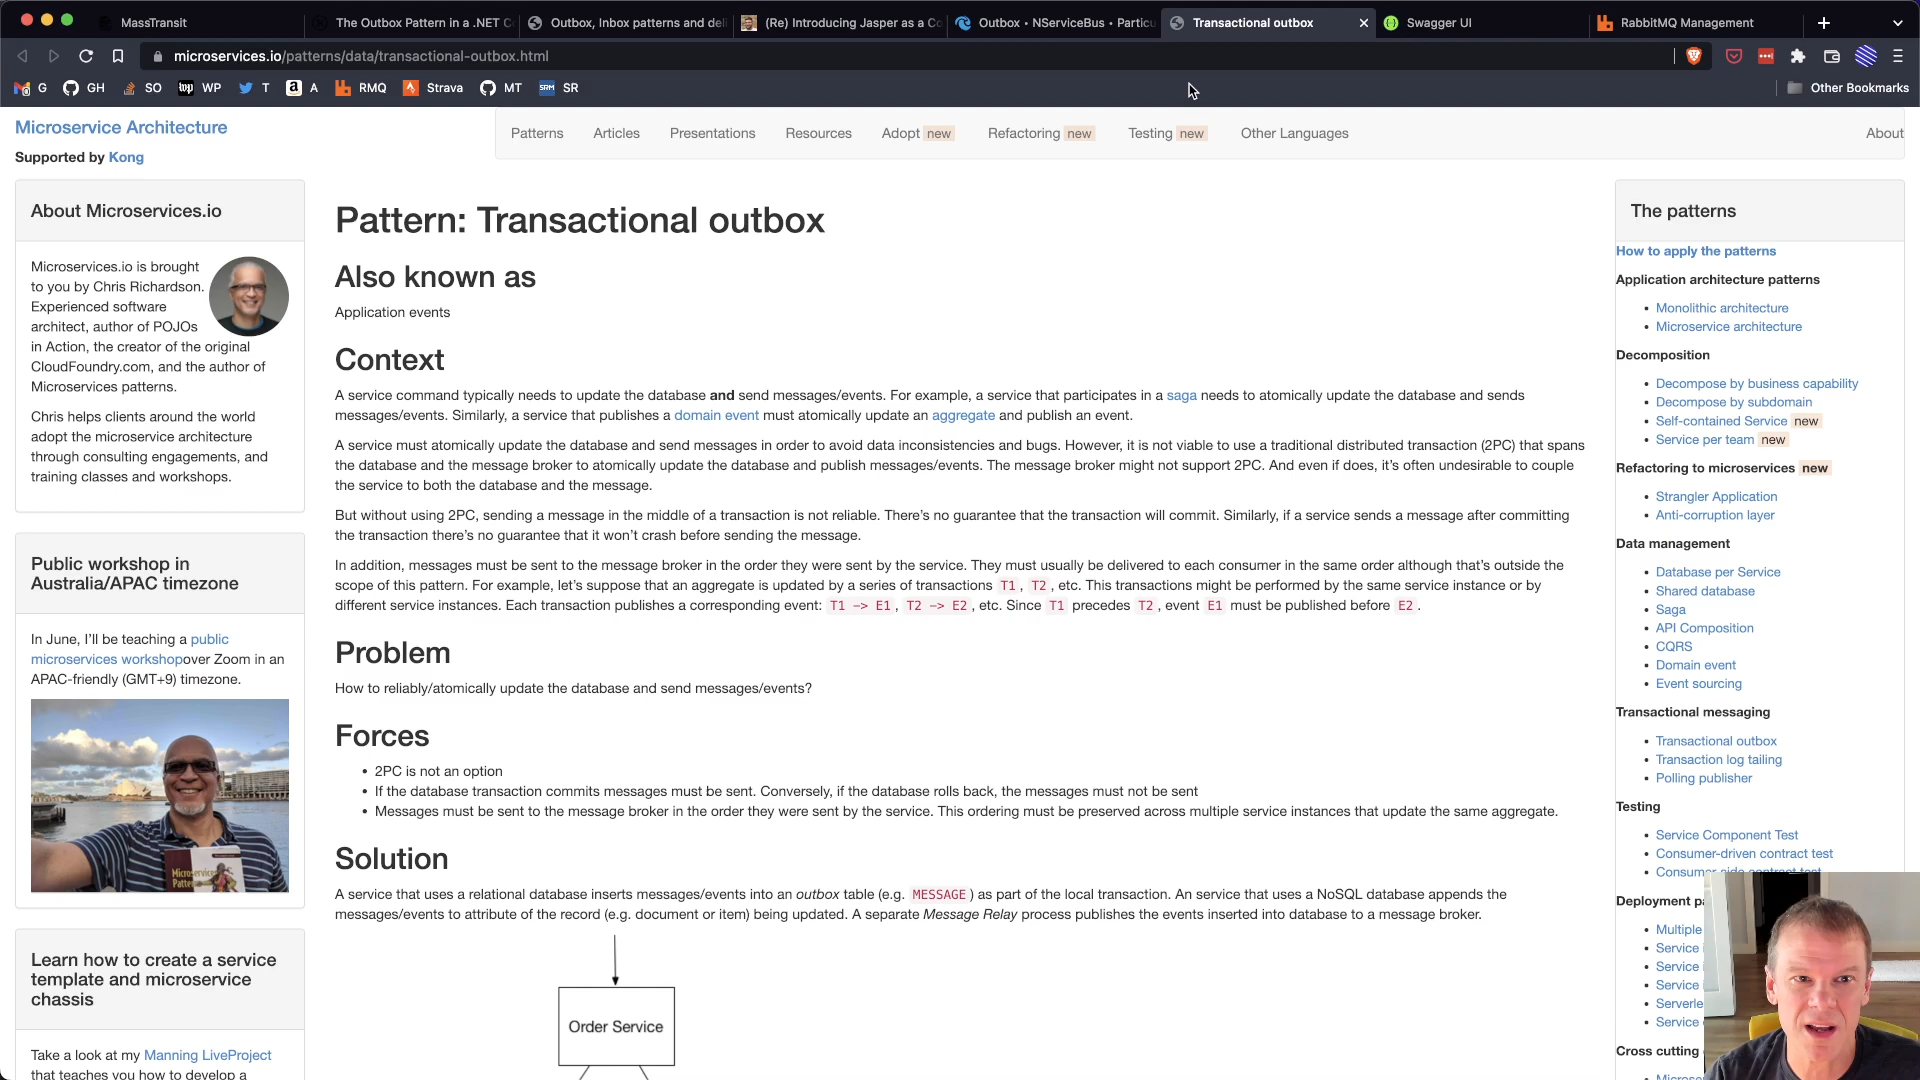 MassTransit
The Outbox Pattern in a .NET C
Outbox, Inbox patterns and deli
(Re) Introducing Jasper as a Co
Outbox • NServiceBus • Particu
Transactional outbox
Swagger UI
RabbitMQ Management
microservices.io/patterns/data/transactional-outbox.html
G
GH
SO
WP
T
A
RMQ
Strava
MT
SR
Other Bookmarks
Microservice Architecture
Supported by Kong
Patterns
Articles
Presentations
Resources
Adopt new
Refactoring new
Testing new
Other Languages
About
About Microservices.io
Microservices.io is brought
to you by Chris Richardson.
Experienced software
architect, author of POJOs
in Action, the creator of the original
CloudFoundry.com, and the author of
Microservices patterns.
Chris helps clients around the world
adopt the microservice architecture
through consulting engagements, and
training classes and workshops.
Public workshop in
Australia/APAC timezone
In June, I'll be teaching a public
microservices workshopover Zoom in an
APAC-friendly (GMT+9) timezone.
Learn how to create a service
template and microservice
chassis
Take a look at my Manning LiveProject
that teaches you how to develop a
Pattern: Transactional outbox
Also known as
Application events
Context
A service command typically needs to update the database and send messages/events. For example, a service that participates in a saga needs to atomically update the database and sends
messages/events. Similarly, a service that publishes a domain event must atomically update an aggregate and publish an event.
A service must atomically update the database and send messages in order to avoid data inconsistencies and bugs. However, it is not viable to use a traditional distributed transaction (2PC) that spans
the database and the message broker to atomically update the database and publish messages/events. The message broker might not support 2PC. And even if does, it's often undesirable to couple
the service to both the database and the message.
But without using 2PC, sending a message in the middle of a transaction is not reliable. There's no guarantee that the transaction will commit. Similarly, if a service sends a message after committing
the transaction there's no guarantee that it won't crash before sending the message.
In addition, messages must be sent to the message broker in the order they were sent by the service. They must usually be delivered to each consumer in the same order although that's outside the
scope of this pattern. For example, let's suppose that an aggregate is updated by a series of transactions T1, T2, etc. This transactions might be performed by the same service instance or by
different service instances. Each transaction publishes a corresponding event: T1 -> E1, T2 -> E2, etc. Since T1 precedes T2, event E1 must be published before E2.
Problem
How to reliably/atomically update the database and send messages/events?
Forces
• 2PC is not an option
• If the database transaction commits messages must be sent. Conversely, if the database rolls back, the messages must not be sent
• Messages must be sent to the message broker in the order they were sent by the service. This ordering must be preserved across multiple service instances that update the same aggregate.
Solution
A service that uses a relational database inserts messages/events into an outbox table (e.g. MESSAGE) as part of the local transaction. An service that uses a NoSQL database appends the
messages/events to attribute of the record (e.g. document or item) being updated. A separate Message Relay process publishes the events inserted into database to a message broker.
Order Service
The patterns
How to apply the patterns
Application architecture patterns
• Monolithic architecture
• Microservice architecture
Decomposition
• Decompose by business capability
• Decompose by subdomain
• Self-contained Service new
• Service per team new
Refactoring to microservices new
• Strangler Application
• Anti-corruption layer
Data management
• Database per Service
• Shared database
• Saga
• API Composition
• CQRS
• Domain event
• Event sourcing
Transactional messaging
• Transactional outbox
• Transaction log tailing
• Polling publisher
Testing
• Service Component Test
• Consumer-driven contract test
• Consumer-side contract test
Deployment pa
• Multiple
• Service i
• Service
• Service
• Serverle
• Service
Cross cutting